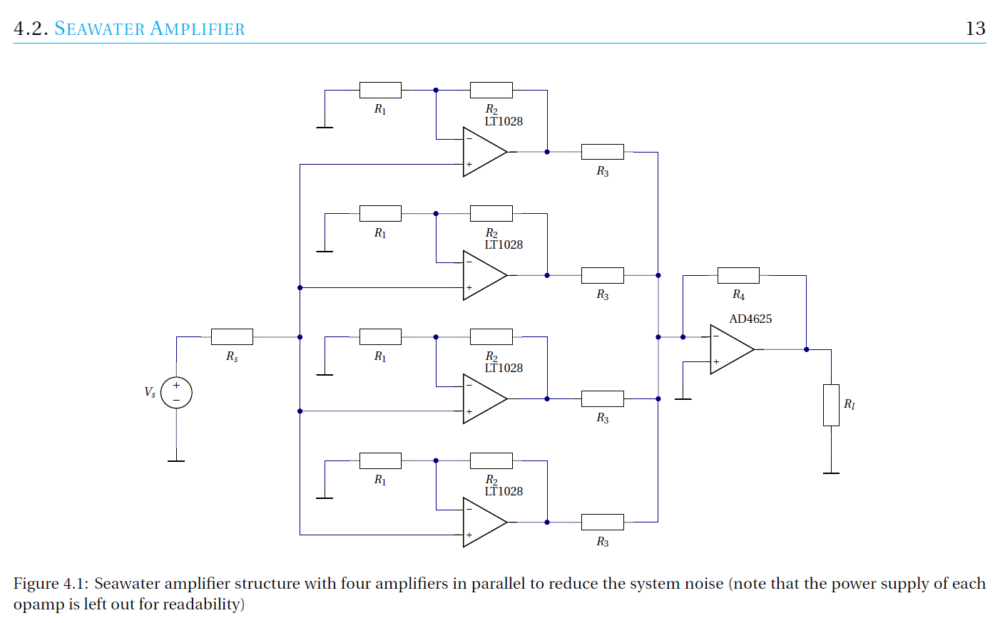 4.2. SEAWATER AMPLIFIER 13
R1 R2
LT1028
− 
+
R3
R1 R2
LT1028
−
+
R3
R4
AD4625
−
+
Rs
R1 R2
LT1028
−
+
R3
Vs
+
−
Rl
R1 R2
LT1028
−
+
R3
Figure 4.1: Seawater amplifier structure with four amplifiers in parallel to reduce the system noise (note that the power supply of each
opamp is left out for readability)